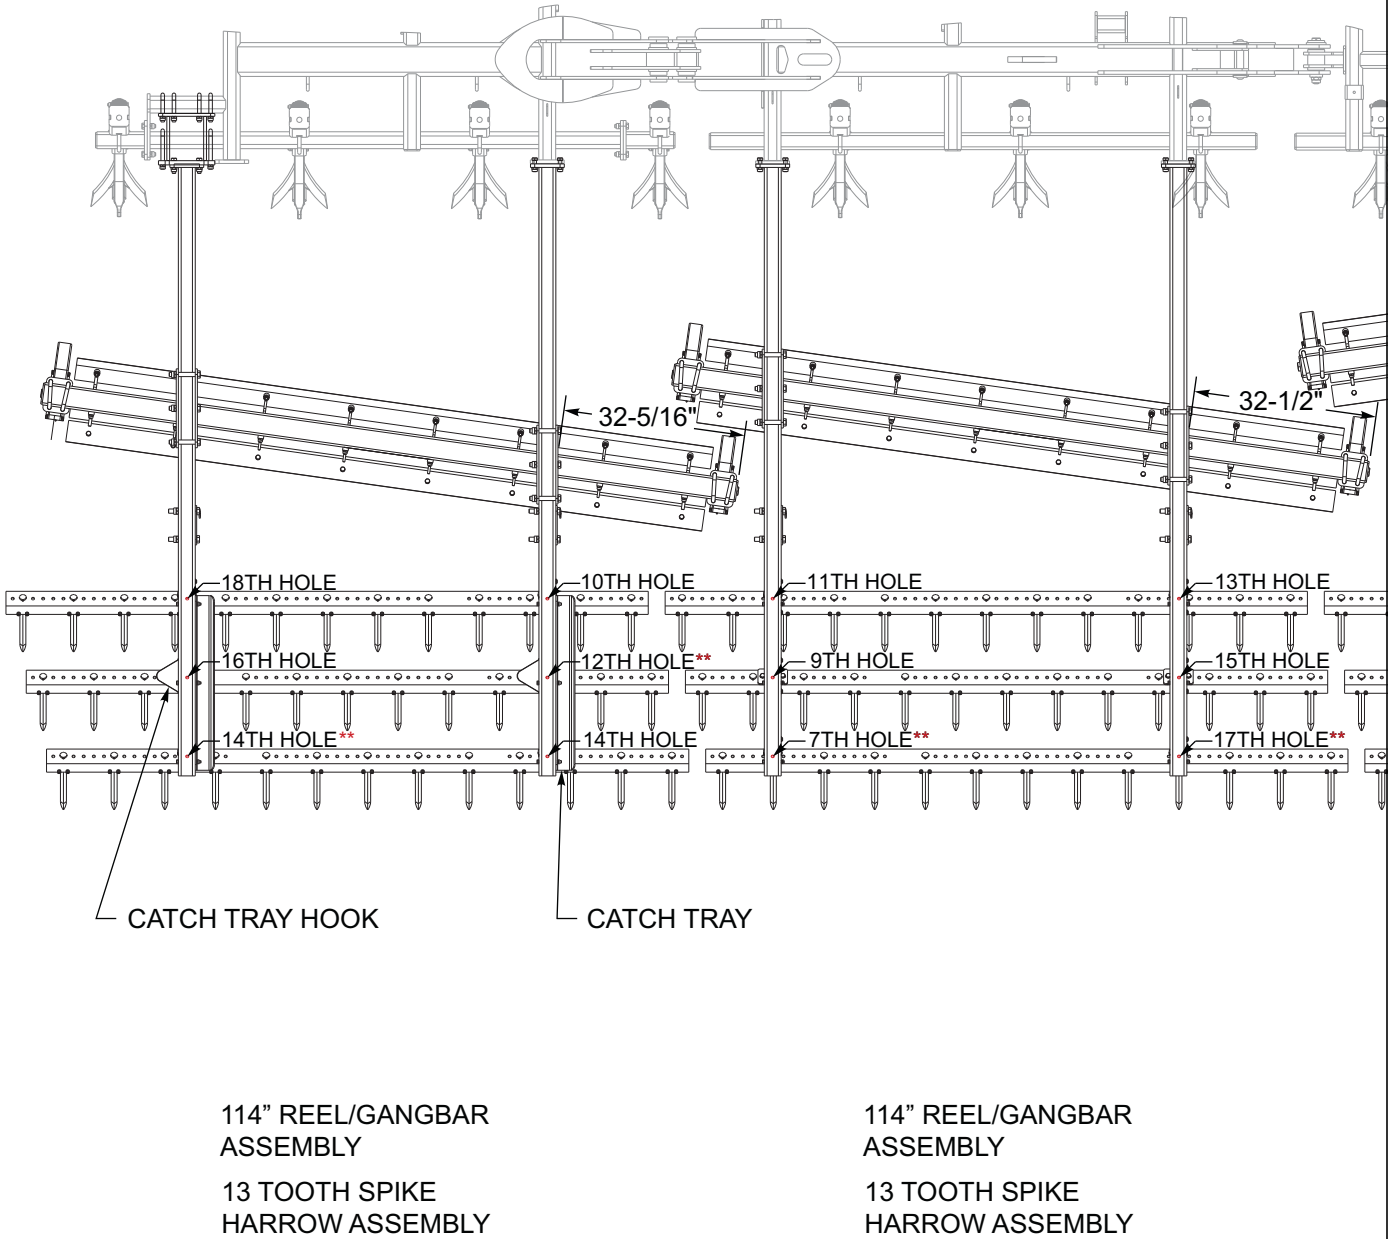 32-5/16"
32-1/2"
18TH HOLE
10TH HOLE
11TH HOLE
13TH HOLE
16TH HOLE
12TH HOLE**
9TH HOLE
15TH HOLE
14TH HOLE**
14TH HOLE
7TH HOLE**
17TH HOLE**
CATCH TRAY HOOK
CATCH TRAY
114” REEL/GANGBAR
ASSEMBLY
13 TOOTH SPIKE
HARROW ASSEMBLY
114” REEL/GANGBAR
ASSEMBLY
13 TOOTH SPIKE
HARROW ASSEMBLY